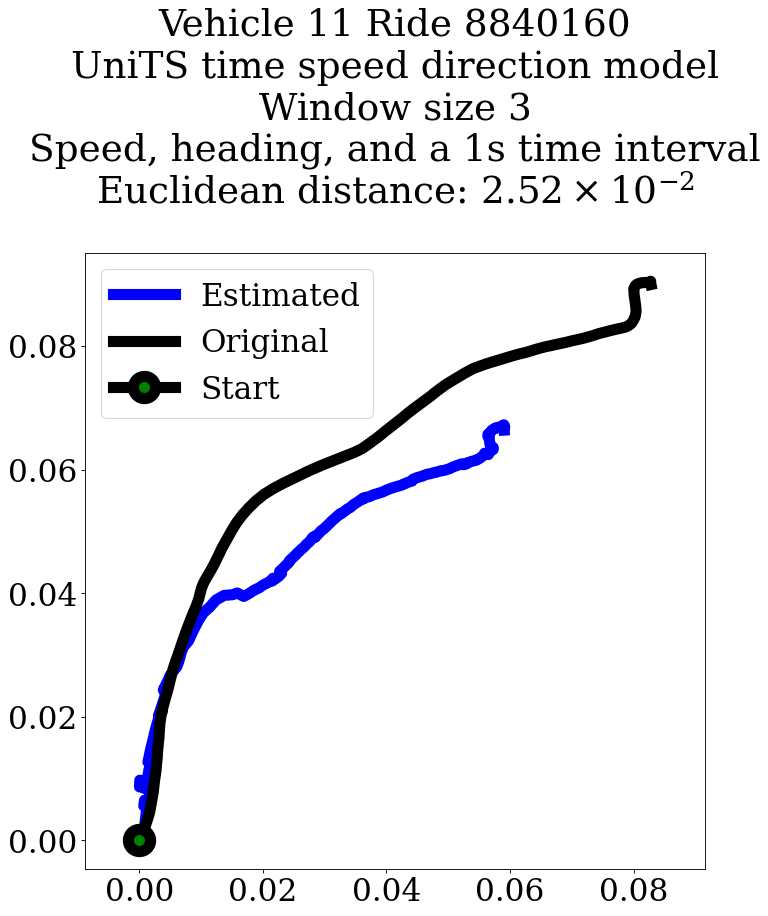 Vehicle 11 Ride 8840160
UniTS time speed direction model
Window size 3
Speed, heading, and a 1s time interval
Euclidean distance: 2.52 × 10⁻²
Estimated
Original
Start
0.08
0.06
0.04
0.02
0.00
0.00 0.02 0.04 0.06 0.08